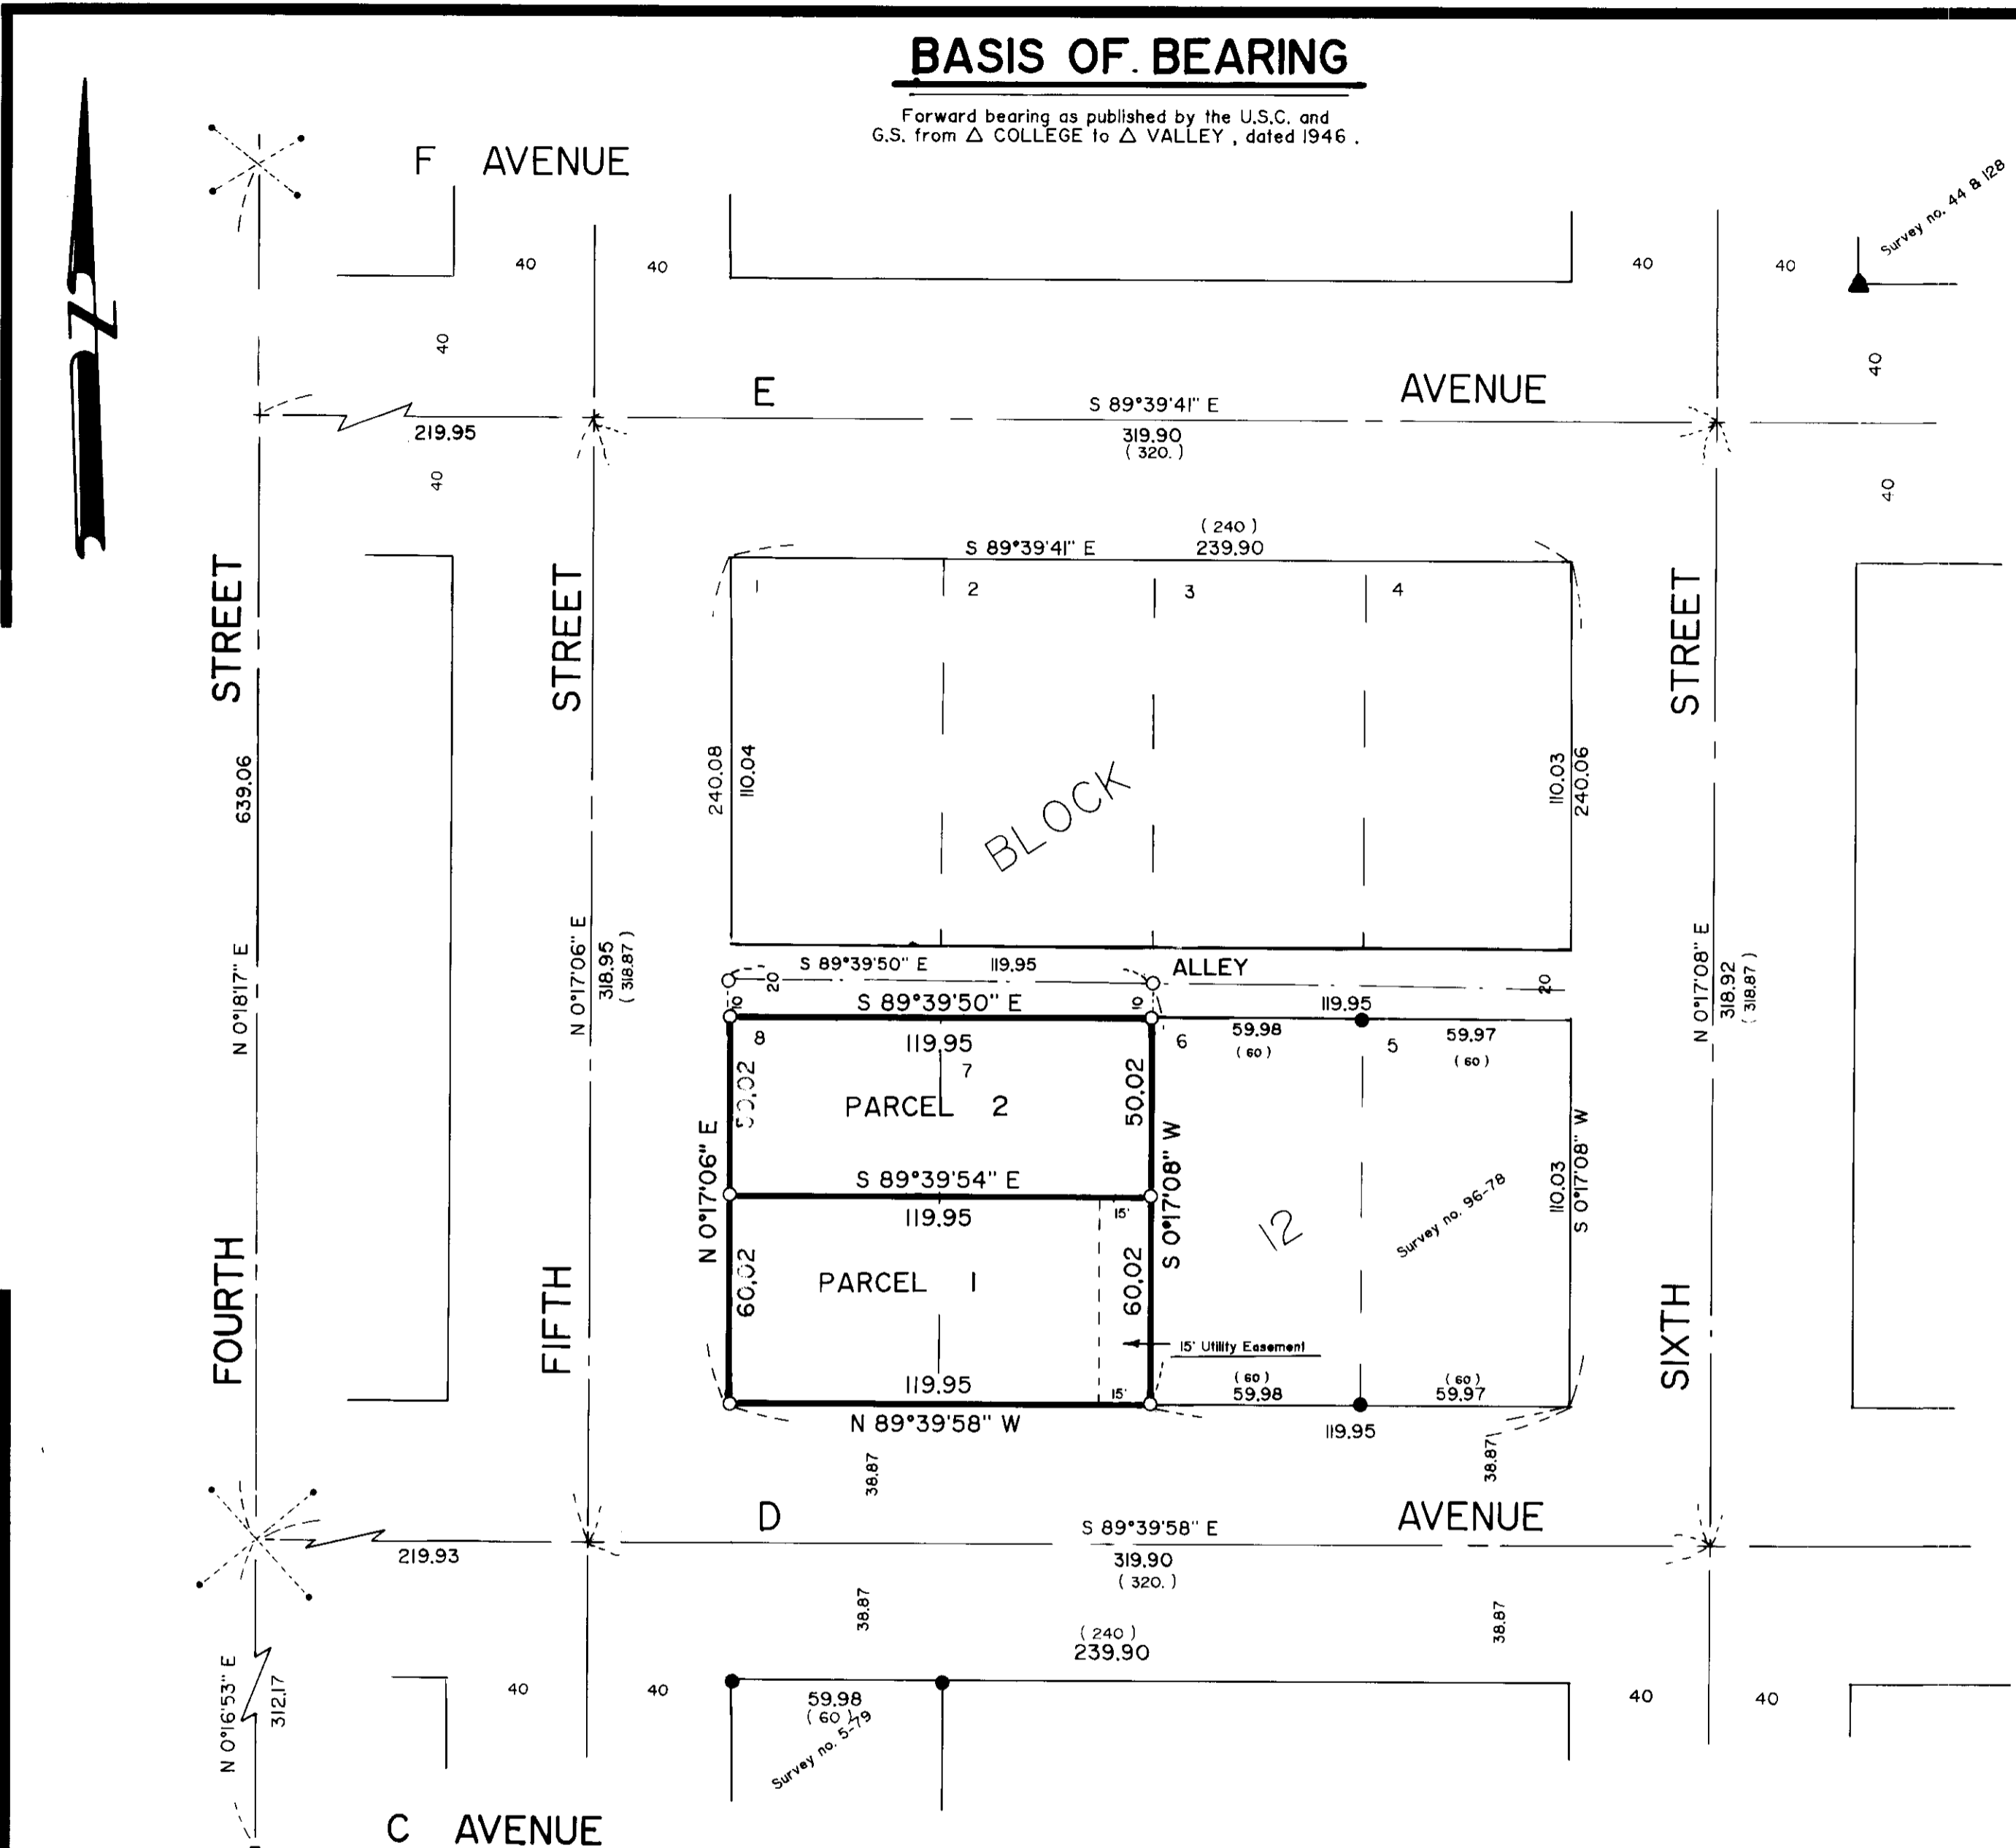 BASIS OF. BEARING
Forward bearing as published by the U.S.C. and
G.S. from △ COLLEGE to △ VALLEY , dated 1946 .
Survey no. 44 & 128
F AVENUE
N
40
40
40
40
40
40
E AVENUE
S 89°39'41" E
219.95
319.90
( 320. )
40
40
( 240 )
S 89°39'41" E 239.90
1
2
3
4
STREET
STREET
STREET
639.06
240.08
110.04
110.03
240.06
BLOCK
N 0°18'17" E
N 0°17'06" E
318.95
( 318.87 )
N 0°17'08" E
318.92
( 318.87 )
S 89°39'50" E 119.95
ALLEY
20
20
10
10
S 89°39'50" E
119.95
119.95
8
7
6
5
59.98
( 60 )
59.97
( 60 )
50.02
50.02
PARCEL 2
N 0°17'06" E
S 0°17'08" W
110.03
S 0°17'08" W
S 89°39'54" E
119.95
15'
12
Survey no. 96-78
60.02
60.02
PARCEL 1
15' Utility Easement
119.95
15'
( 60 )
59.98
( 60 )
59.97
N 89°39'58" W
119.95
FOURTH
FIFTH
SIXTH
38.87
38.87
D AVENUE
S 89°39'58" E
219.93
319.90
( 320. )
38.87
38.87
( 240 )
239.90
N 0°16'53" E
312.17
40
40
59.98
( 60 )
Survey no. 5-79
40
40
C AVENUE